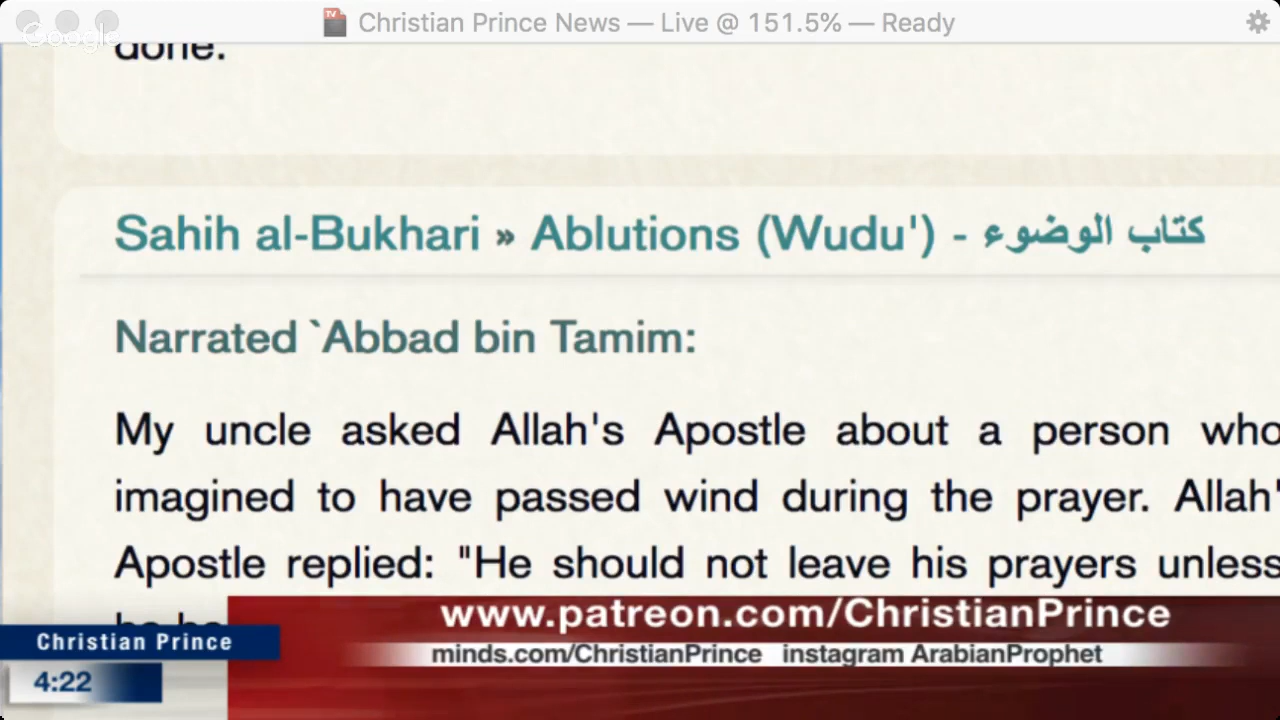 Christian Prince News — Live @ 151.5% — Ready
Google
done.
Sahih al-Bukhari » Ablutions (Wudu') - كتاب الوضوء
Narrated `Abbad bin Tamim:
My uncle asked Allah's Apostle about a person who
imagined to have passed wind during the prayer. Allah'
Apostle replied: "He should not leave his prayers unless
www.patreon.com/ChristianPrince
Christian Prince
minds.com/ChristianPrince instagram ArabianProphet
4:22